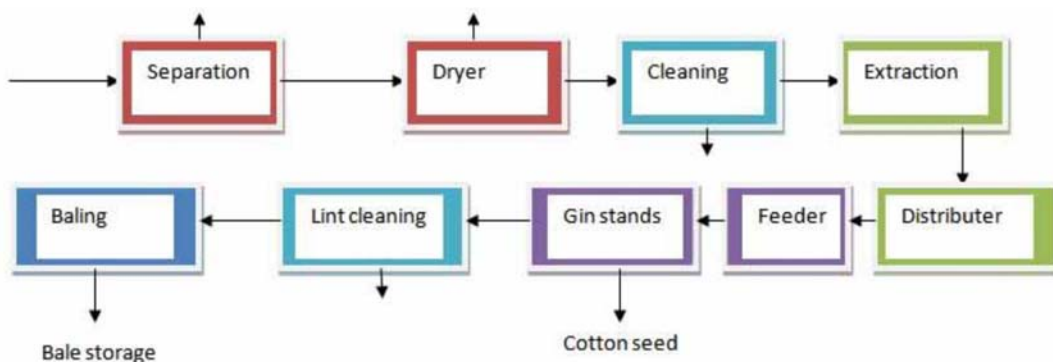 Separation
Dryer
Cleaning
Extraction
Baling
Lint cleaning
Gin stands
Feeder
Distributer
Bale storage
Cotton seed